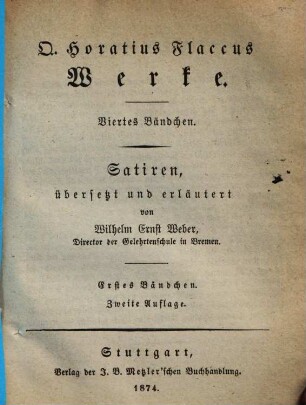 Q. Horatius Flaccus
Werke.
Viertes Bändchen.
Satiren,
übersetzt und erläutert
von
Wilhelm Ernst Weber,
Director der Gelehrtenschule in Bremen.
Erstes Bändchen.
Zweite Auflage.
Stuttgart,
Verlag der J. B. Metzler'schen Buchhandlung.
1874.